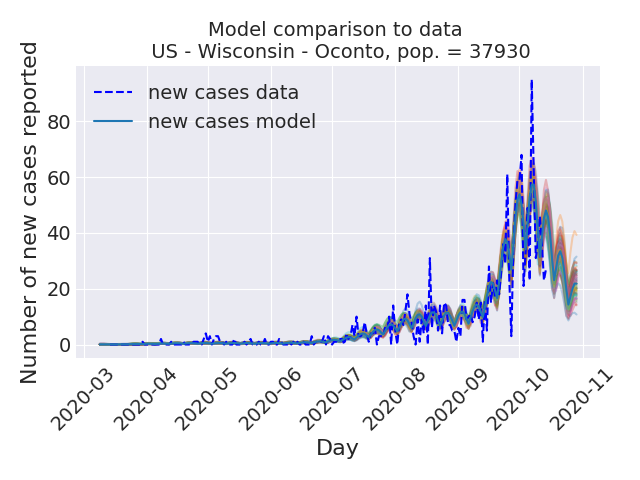 Model comparison to data
US - Wisconsin - Oconto, pop. = 37930
new cases data
new cases model
Number of new cases reported
80
60
40
20
0
2020-03
2020-04
2020-05
2020-06
2020-07
2020-08
2020-09
2020-10
2020-11
Day